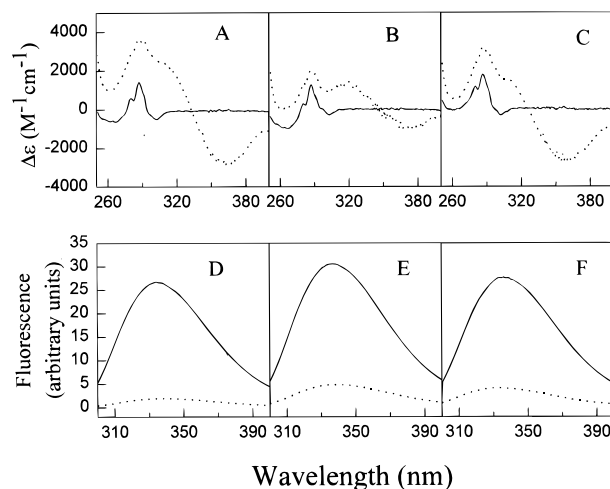 4000
2000
0
-2000
-4000
Δε (M⁻¹cm⁻¹)
A
B
C
260 320 380 260 320 380 260 320 380
35
30
25
20
15
10
5
0
Fluorescence
(arbitrary units)
D
E
F
310 350 390 310 350 390 310 350 390
Wavelength (nm)